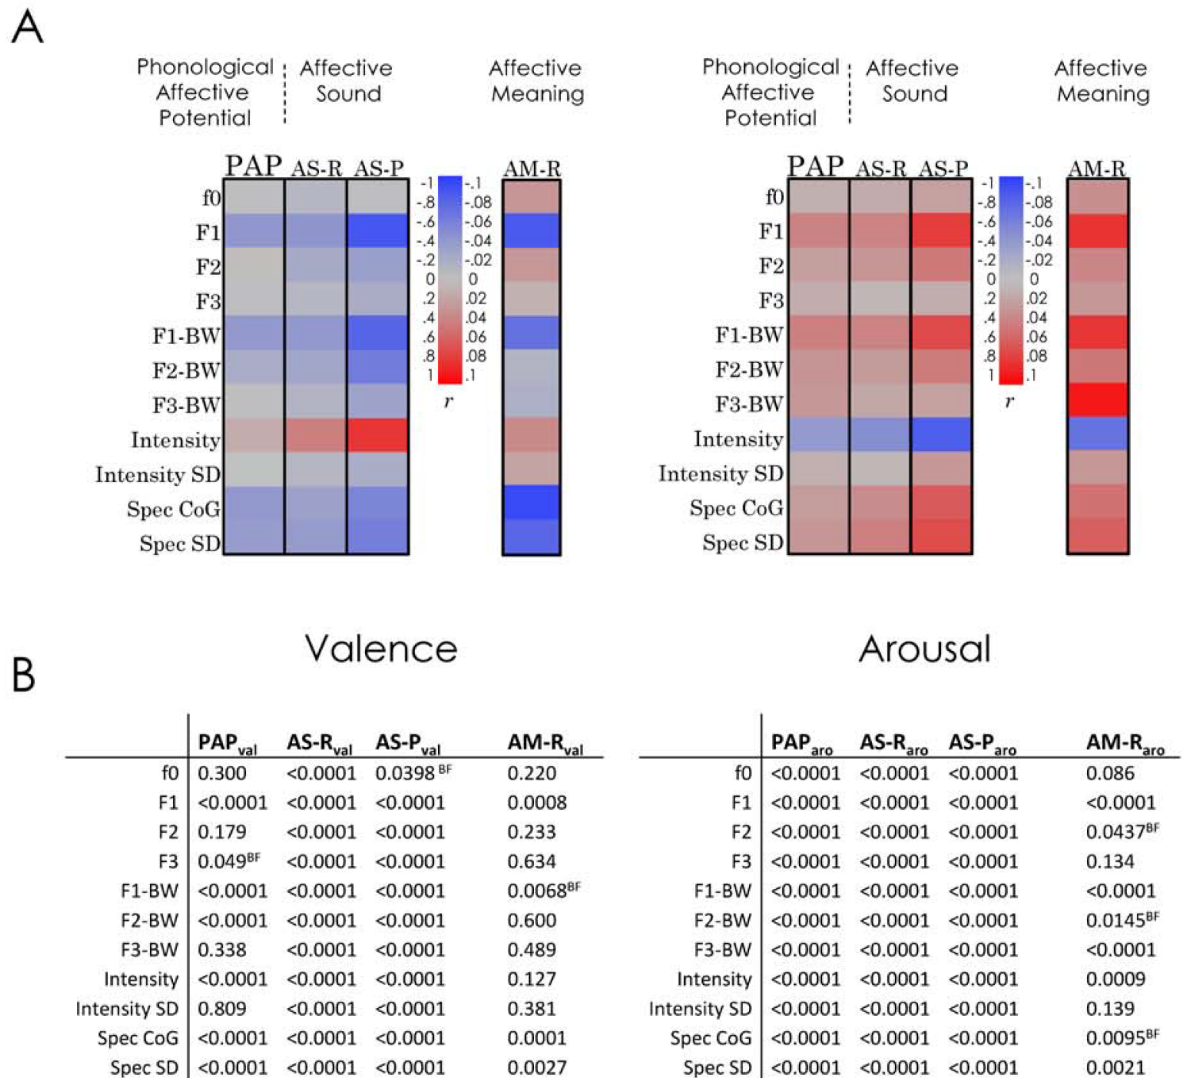 A
Phonological Affective Affective
Affective Sound Meaning
Potential
Phonological Affective Affective
Affective Sound Meaning
Potential
PAP AS-R AS-P AM-R
f0
F1
F2
F3
F1-BW
F2-BW
F3-BW
Intensity
Intensity SD
Spec CoG
Spec SD
-1 -.1
-.8 -.08
-.6 -.06
-.4 -.04
-.2 -.02
0 0
.2 .02
.4 .04
.6 .06
.8 .08
1 .1
r
PAP AS-R AS-P AM-R
f0
F1
F2
F3
F1-BW
F2-BW
F3-BW
Intensity
Intensity SD
Spec CoG
Spec SD
-1 -.1
-.8 -.08
-.6 -.06
-.4 -.04
-.2 -.02
0 0
.2 .02
.4 .04
.6 .06
.8 .08
1 .1
r
Valence Arousal
B
PAPval AS-Rval AS-Pval AM-Rval
f0 0.300 <0.0001 0.0398 BF 0.220
F1 <0.0001 <0.0001 <0.0001 0.0008
F2 0.179 <0.0001 <0.0001 0.233
F3 0.049BF <0.0001 <0.0001 0.634
F1-BW <0.0001 <0.0001 <0.0001 0.0068BF
F2-BW <0.0001 <0.0001 <0.0001 0.600
F3-BW 0.338 <0.0001 <0.0001 0.489
Intensity <0.0001 <0.0001 <0.0001 0.127
Intensity SD 0.809 <0.0001 <0.0001 0.381
Spec CoG <0.0001 <0.0001 <0.0001 0.0001
Spec SD <0.0001 <0.0001 <0.0001 0.0027
PAParo AS-Raro AS-Paro AM-Raro
f0 <0.0001 <0.0001 <0.0001 0.086
F1 <0.0001 <0.0001 <0.0001 <0.0001
F2 <0.0001 <0.0001 <0.0001 0.0437BF
F3 <0.0001 <0.0001 <0.0001 0.134
F1-BW <0.0001 <0.0001 <0.0001 <0.0001
F2-BW <0.0001 <0.0001 <0.0001 0.0145BF
F3-BW <0.0001 <0.0001 <0.0001 <0.0001
Intensity <0.0001 <0.0001 <0.0001 0.0009
Intensity SD <0.0001 <0.0001 <0.0001 0.139
Spec CoG <0.0001 <0.0001 <0.0001 0.0095BF
Spec SD <0.0001 <0.0001 <0.0001 0.0021